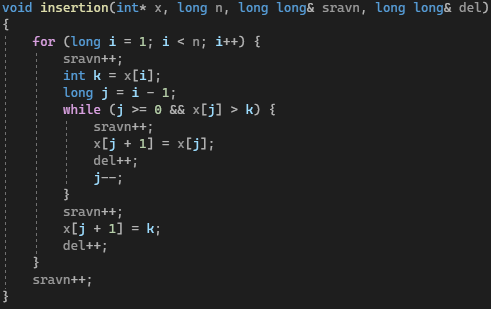 void insertion(int* x, long n, long long& sravn, long long& del)
{
    for (long i = 1; i < n; i++) {
        sravn++;
        int k = x[i];
        long j = i - 1;
        while (j >= 0 && x[j] > k) {
            sravn++;
            x[j + 1] = x[j];
            del++;
            j--;
        }
        sravn++;
        x[j + 1] = k;
        del++;
    }
    sravn++;
}